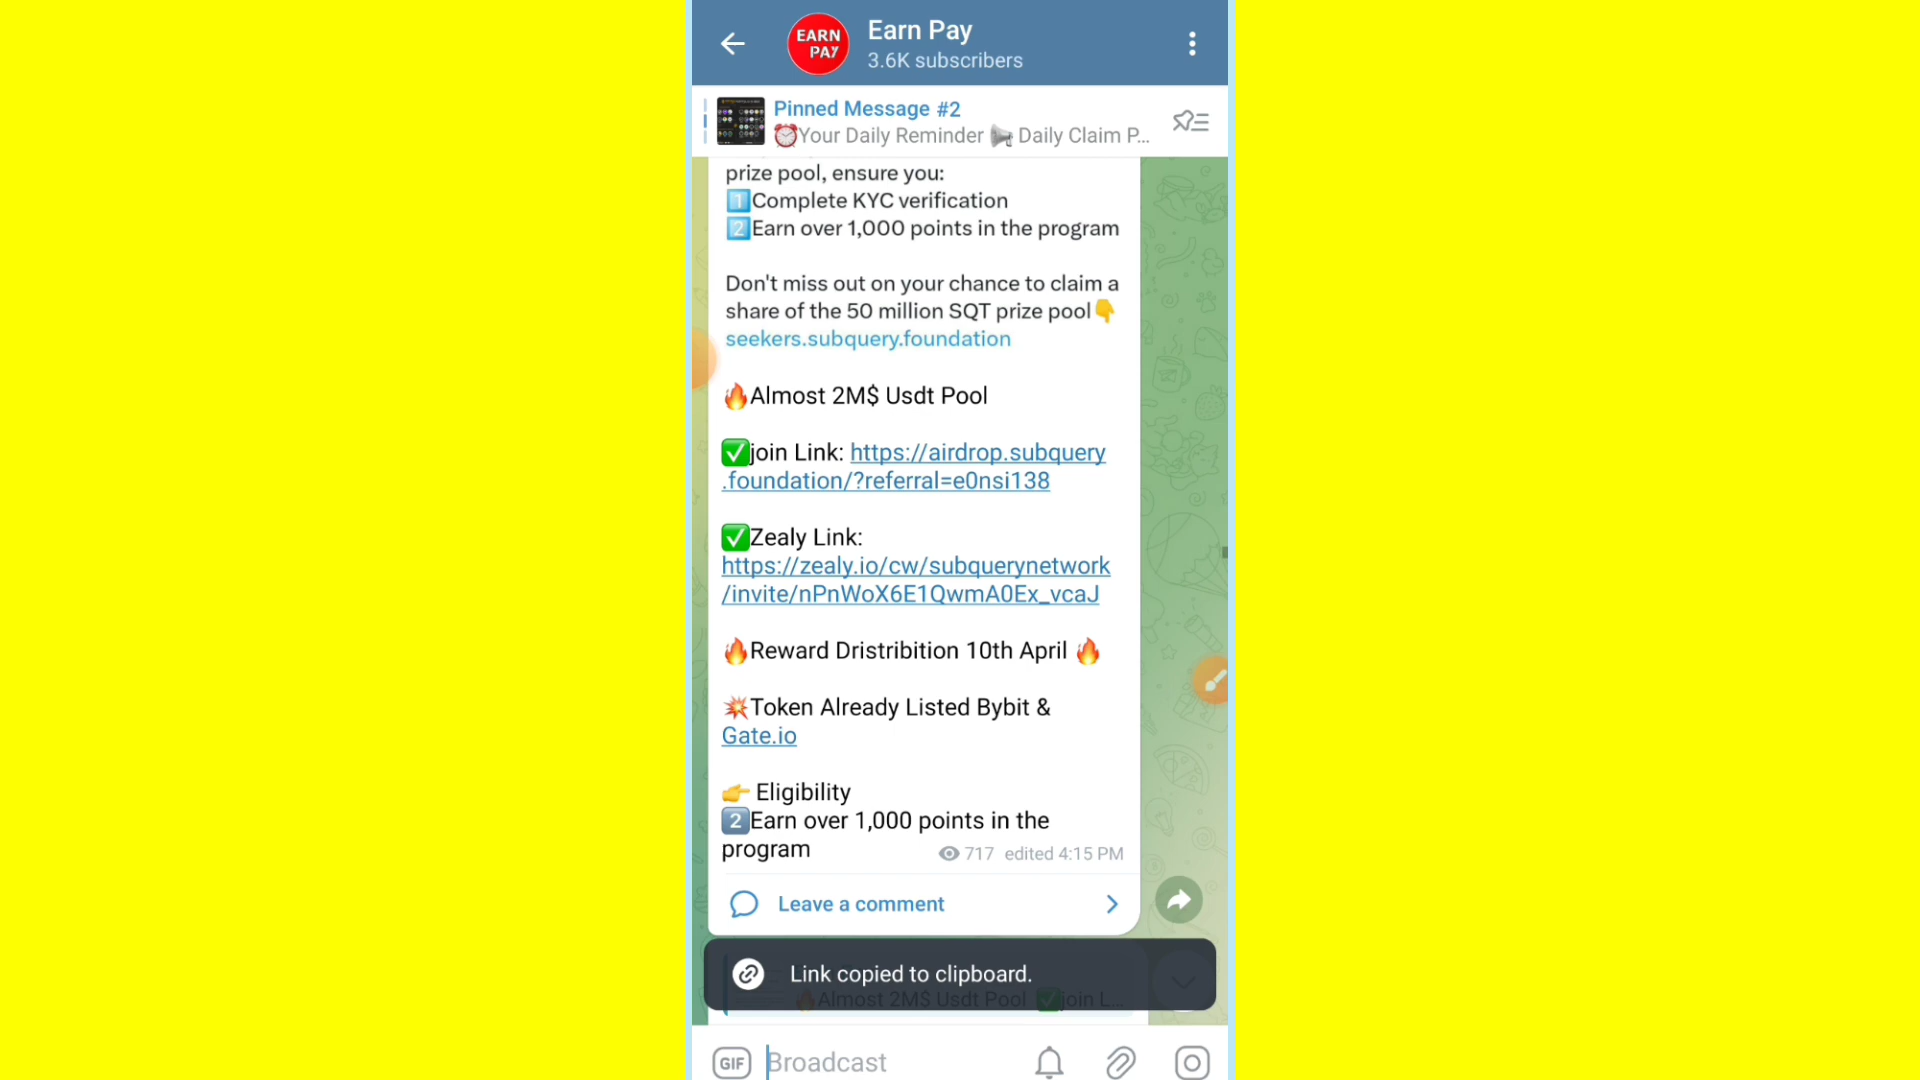 EARN
PAY
Earn Pay
3.6K subscribers
Pinned Message #2
⏰Your Daily Reminder 📢 Daily Claim P...
prize pool, ensure you:
1️⃣Complete KYC verification
2️⃣Earn over 1,000 points in the program
Don't miss out on your chance to claim a
share of the 50 million SQT prize pool👇
seekers.subquery.foundation
🔥Almost 2M$ Usdt Pool
✅join Link: https://airdrop.subquery
.foundation/?referral=e0nsi138
✅Zealy Link:
https://zealy.io/cw/subquerynetwork
/invite/nPnWoX6E1QwmA0Ex_vcaJ
🔥Reward Dristribition 10th April 🔥
💥Token Already Listed Bybit &
Gate.io
👉 Eligibility
2️⃣Earn over 1,000 points in the
program
717 edited 4:15 PM
Leave a comment
Link copied to clipboard.
🔥Almost 2M$ Usdt Pool ✅join L...
GIF Broadcast